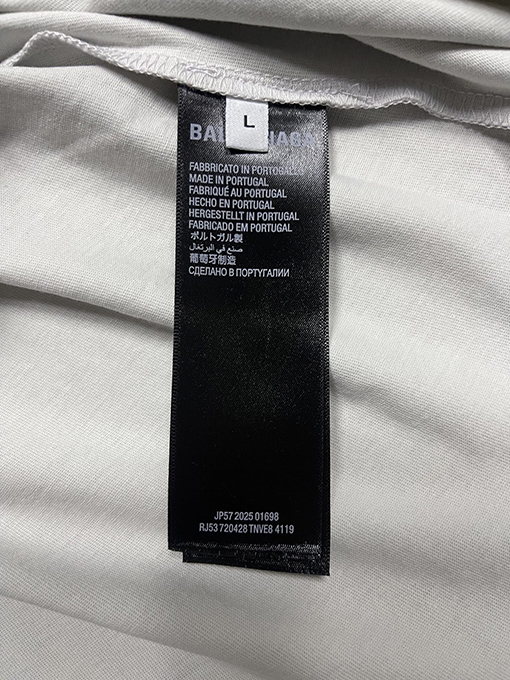 L
FABBRICATO IN PORTOGALLO
MADE IN PORTUGAL
FABRIQUÉ AU PORTUGAL
HECHO EN PORTUGAL
HERGESTELLT IN PORTUGAL
FABRICADO EM PORTUGAL
ポルトガル製
صنع في البرتغال
葡萄牙制造
СДЕЛАНО В ПОРТУГАЛИИ
JP57 2025 01698
RJ53 720428 TNVE8 4119